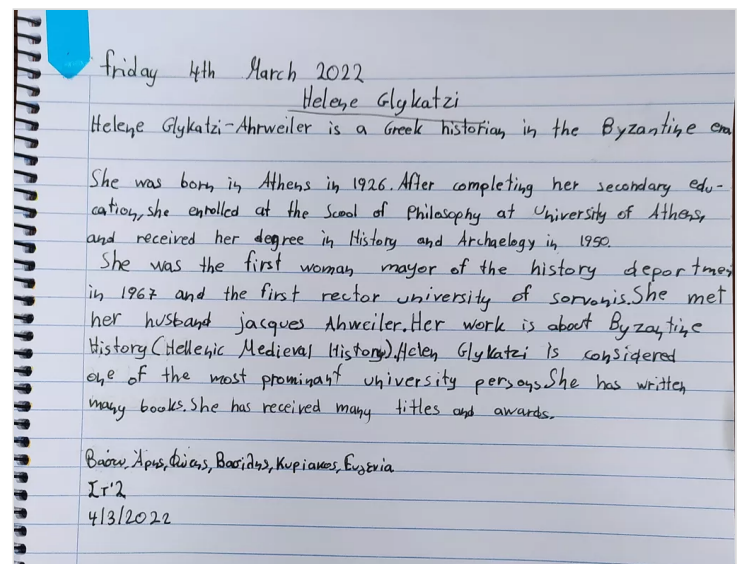 friday 4th March 2022
Helene Glykatzi
Helene Glykatzi-Ahrweiler is a Greek historian in the Byzantine era
She was born in Athens in 1926. After completing her secondary edu-
cation, she enrolled at the Scool of Philosophy at University of Athens,
and received her degree in History and Archaelogy in 1950.
She was the first woman mayor of the history deportmen
in 1967 and the first rector university of sorvonis. She met
her husband jacques Ahweiler. Her work is about Byzantine
History (Hellenic Medieval History). Helen Glykatzi is considered
one of the most prominant university persons. She has written
many books. She has received many titles and awards.
Άρης, Βασίλης, Κυριακος, Ευγενία
Στ'2
4/3/2022